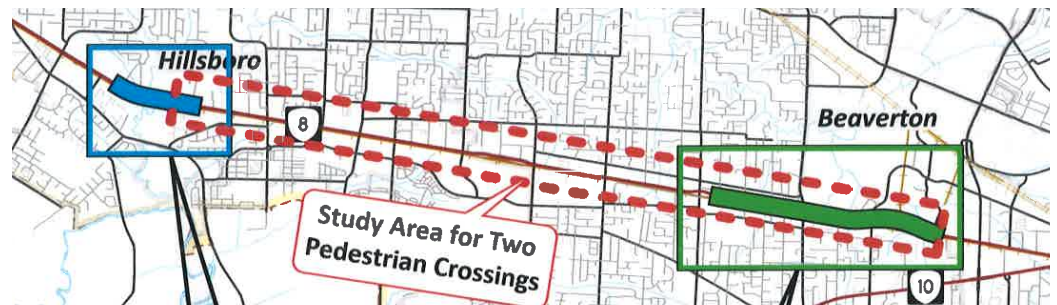 Hillsboro
8
Beaverton
Study Area for Two
Pedestrian Crossings
10